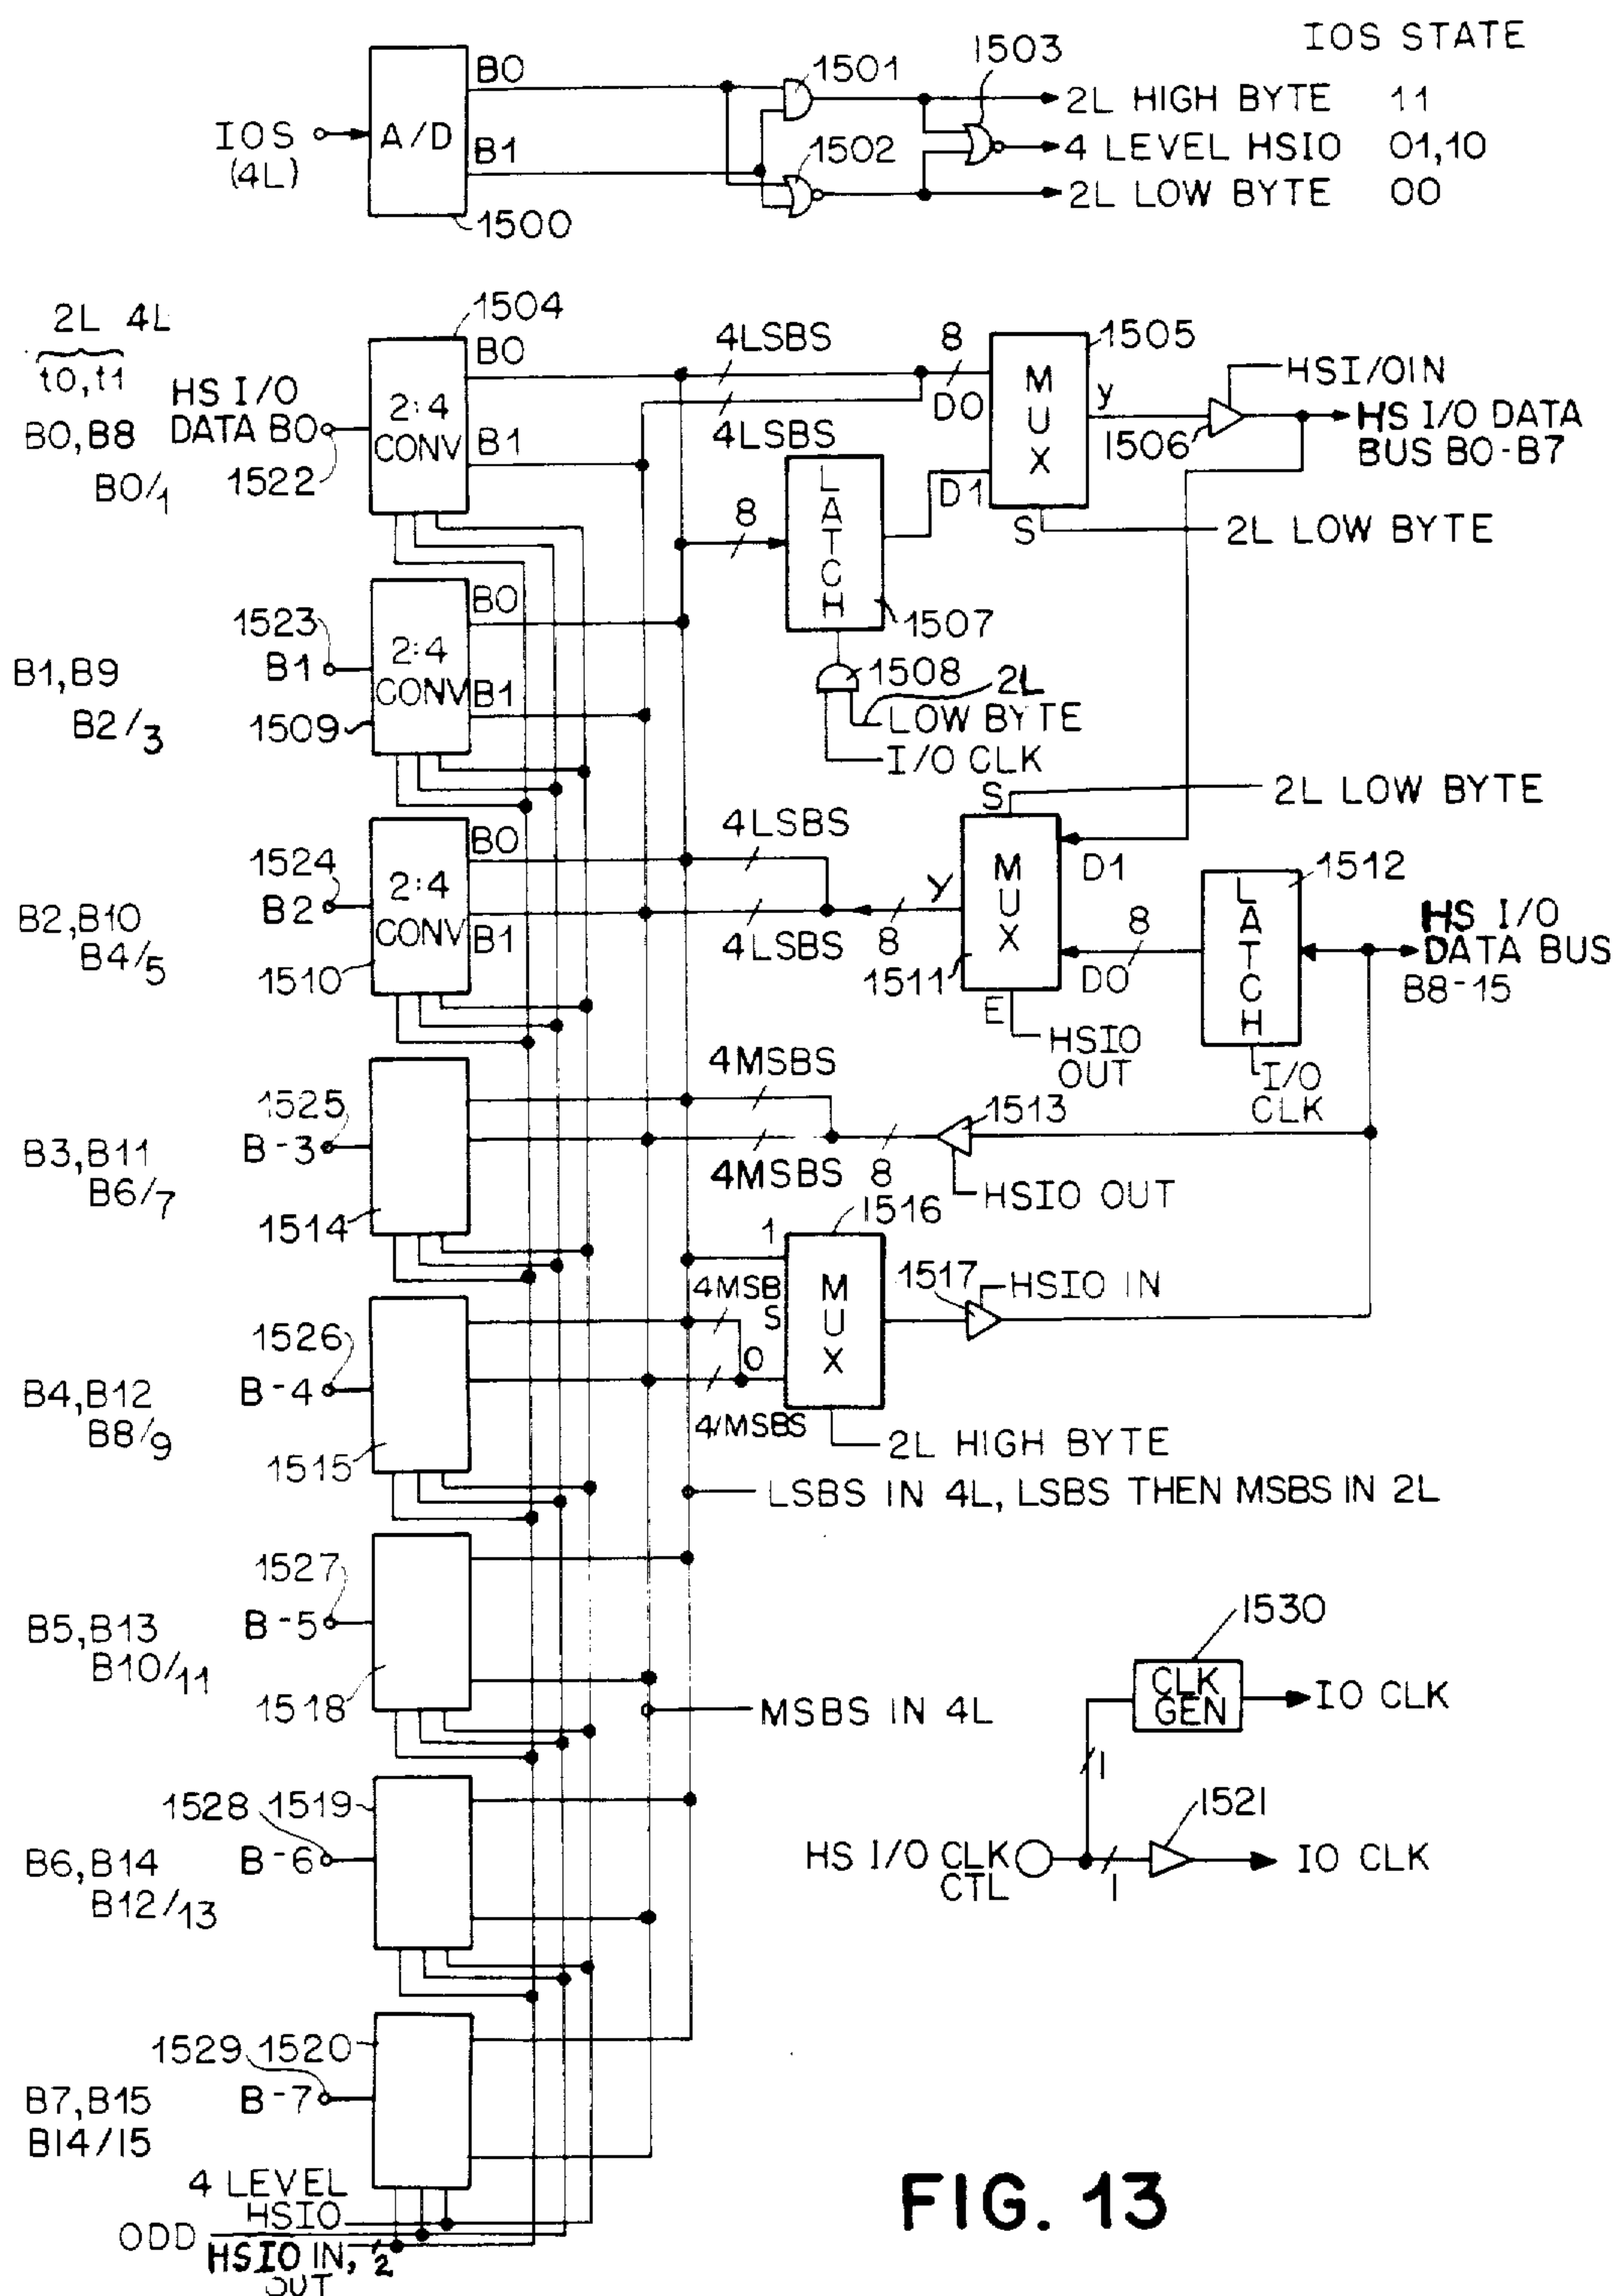 IOS STATE
1503
1501
B0
2L HIGH BYTE 11
IOS
(4L)
A/D
4 LEVEL HSIO 01,10
B1
1502
2L LOW BYTE 00
1500
2L 4L
t0,t1
1504
B0
4LSBS
8
1505
HS I/O
DATA B0
B0,B8
B0/1
1522
2:4
CONV
B1
4LSBS
D0
MUX
y
HSI/OIN
1506
HS I/O DATA
BUS B0-B7
D1
S
2L LOW BYTE
8
LATCH
1507
1508
2L
LOW BYTE
I/O CLK
1523
B1
B1,B9
B2/3
1509
2:4
CONV
B0
B1
S
2L LOW BYTE
1524
B2
B2,B10
B4/5
1510
2:4
CONV
B0
B1
4LSBS
4LSBS
8
y
MUX
1511
D1
D0
8
E
HSIO
OUT
LATCH
1512
I/O
CLK
HS I/O
DATA BUS
B8-15
1525
B-3
B3,B11
B6/7
1514
4MSBS
4MSBS
8
1513
HSIO OUT
1516
1
4MSB
S
0
4/MSBS
MUX
1517
HSIO IN
2L HIGH BYTE
1526
B-4
B4,B12
B8/9
1515
LSBS IN 4L, LSBS THEN MSBS IN 2L
1527
B-5
B5,B13
B10/11
1518
MSBS IN 4L
1530
CLK
GEN
IO CLK
1
1528
1519
B-6
B6,B14
B12/13
HS I/O CLK
CTL
1
1521
IO CLK
1529
1520
B-7
B7,B15
B14/15
4 LEVEL
HSIO
ODD
HSIO IN, 2
OUT
FIG. 13